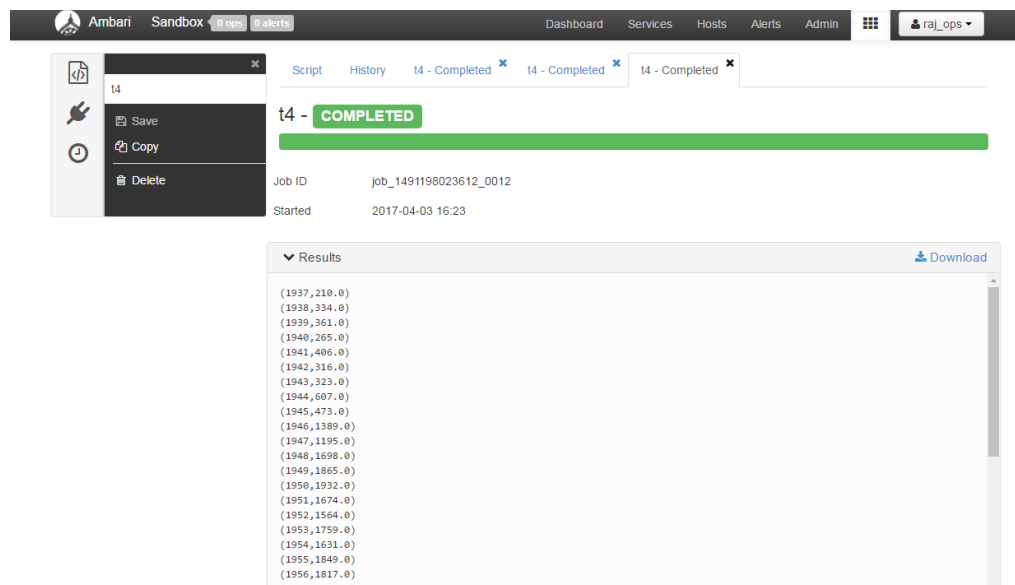 Ambari Sandbox 0 ops 0 alerts Dashboard Services Hosts Alerts Admin raj_ops
t4
Save
Copy
Delete
Script History t4 - Completed t4 - Completed t4 - Completed
t4 - COMPLETED
Job ID job_1491198023612_0012
Started 2017-04-03 16:23
Results Download
(1937,210.0)
(1938,334.0)
(1939,361.0)
(1940,265.0)
(1941,406.0)
(1942,316.0)
(1943,323.0)
(1944,607.0)
(1945,473.0)
(1946,1389.0)
(1947,1195.0)
(1948,1698.0)
(1949,1865.0)
(1950,1932.0)
(1951,1674.0)
(1952,1564.0)
(1953,1759.0)
(1954,1631.0)
(1955,1849.0)
(1956,1817.0)